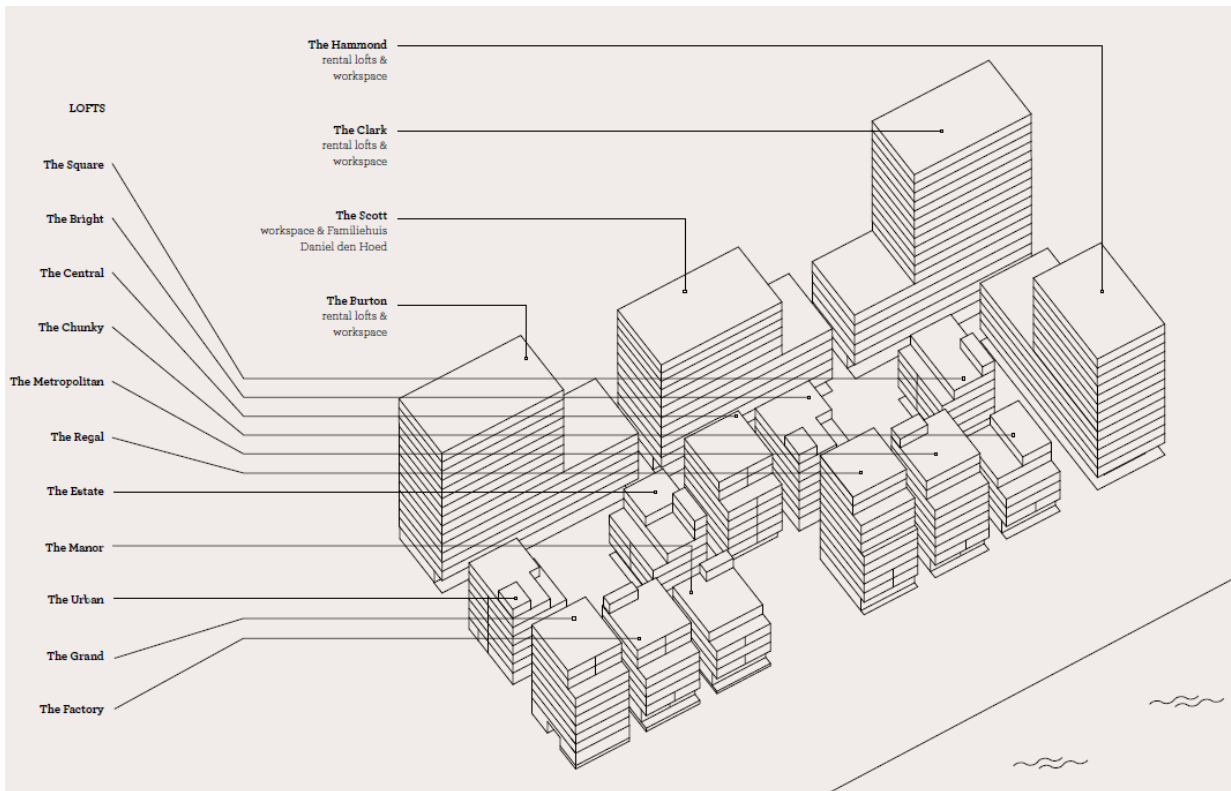 The Hammond
rental lofts &
workspace
LOFTS
The Clark
rental lofts &
workspace
The Square
The Bright
The Scott
workspace & Familiehuis
Daniel den Hoed
The Central
The Burton
rental lofts &
workspace
The Chunky
The Metropolitan
The Regal
The Estate
The Manor
The Urban
The Grand
The Factory